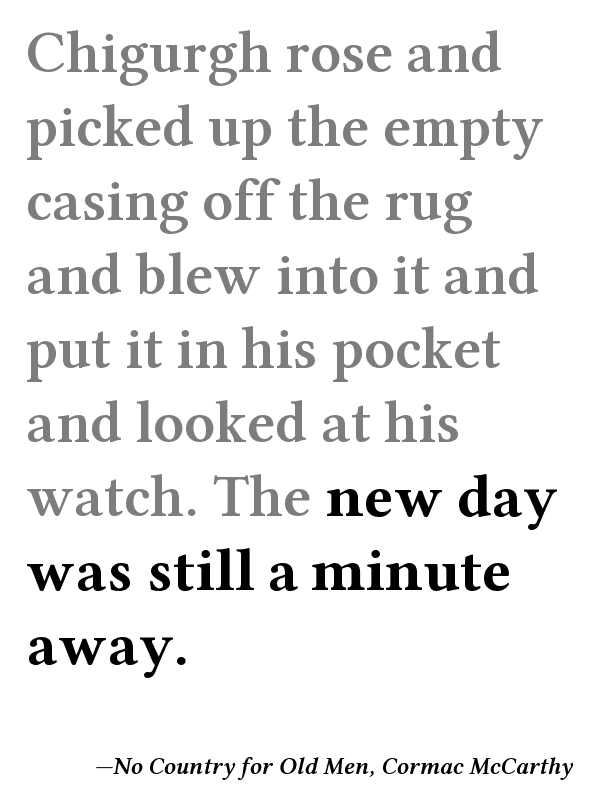 Chigurgh rose and
picked up the empty
casing off the rug
and blew into it and
put it in his pocket
and looked at his
watch. The new day
was still a minute
away.
—No Country for Old Men, Cormac McCarthy